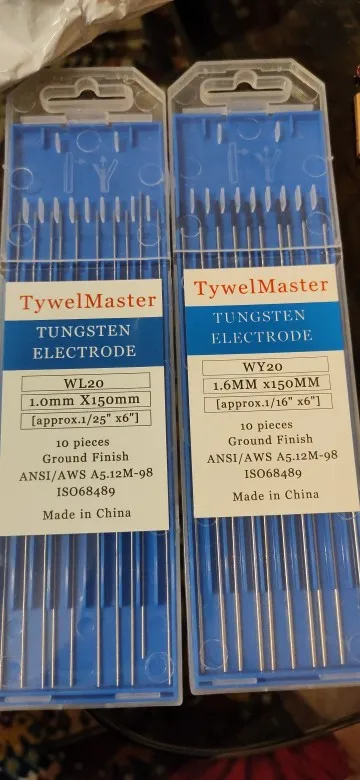 TywelMaster
TUNGSTEN
ELECTRODE
WL20
1.0mm X150mm
[approx.1/25" x6"]
10 pieces
Ground Finish
ANSI/AWS A5.12M-98
ISO68489
Made in China
TywelMaster
TUNGSTEN
ELECTRODE
WY20
1.6MM x150MM
[approx.1/16" x6"]
10 pieces
Ground Finish
ANSI/AWS A5.12M-98
ISO68489
Made in China